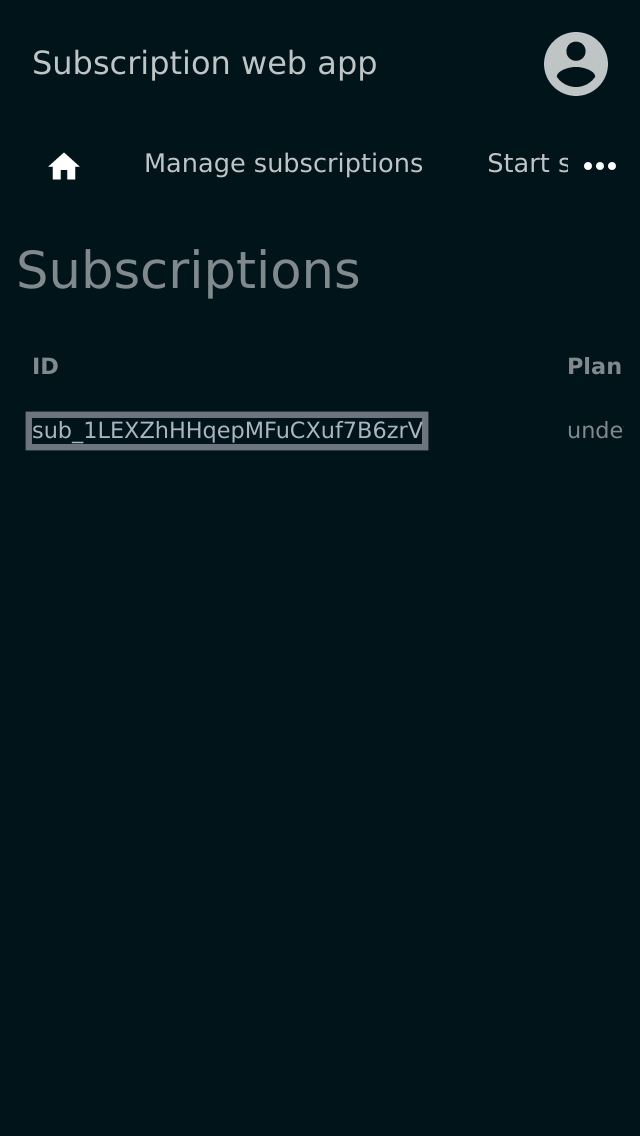 Subscription web app
Manage subscriptions Start s
Subscriptions
ID Plan
sub_1LEXZhHHqepMFuCXuf7B6zrV unde